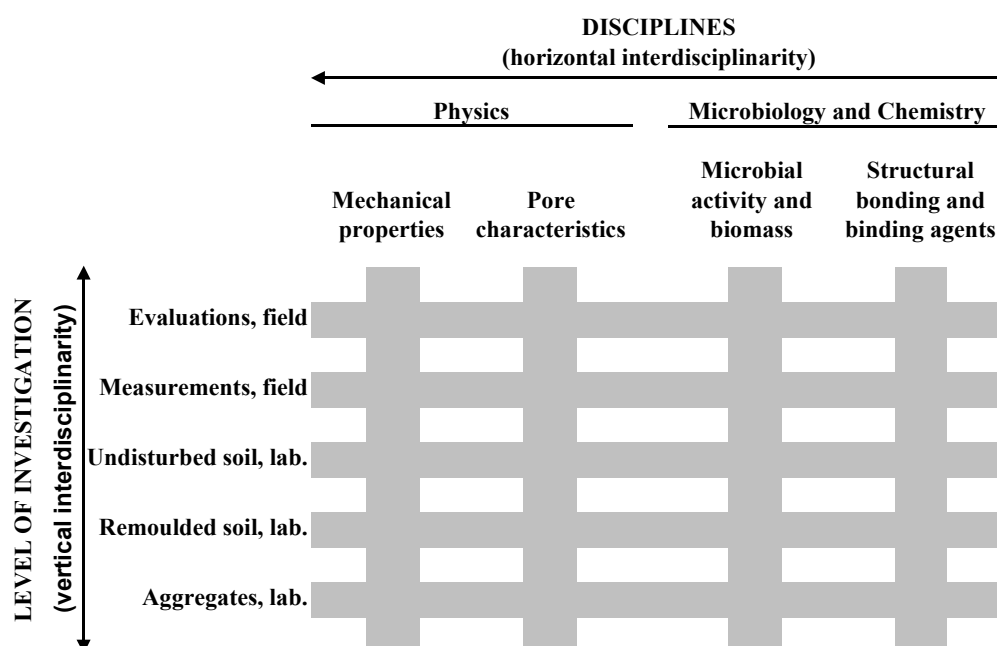 DISCIPLINES
(horizontal interdisciplinarity)
Physics
Microbiology and Chemistry
Mechanical
properties
Pore
characteristics
Microbial
activity and
biomass
Structural
bonding and
binding agents
LEVEL OF INVESTIGATION
(vertical interdisciplinarity)
Evaluations, field
Measurements, field
Undisturbed soil, lab.
Remoulded soil, lab.
Aggregates, lab.